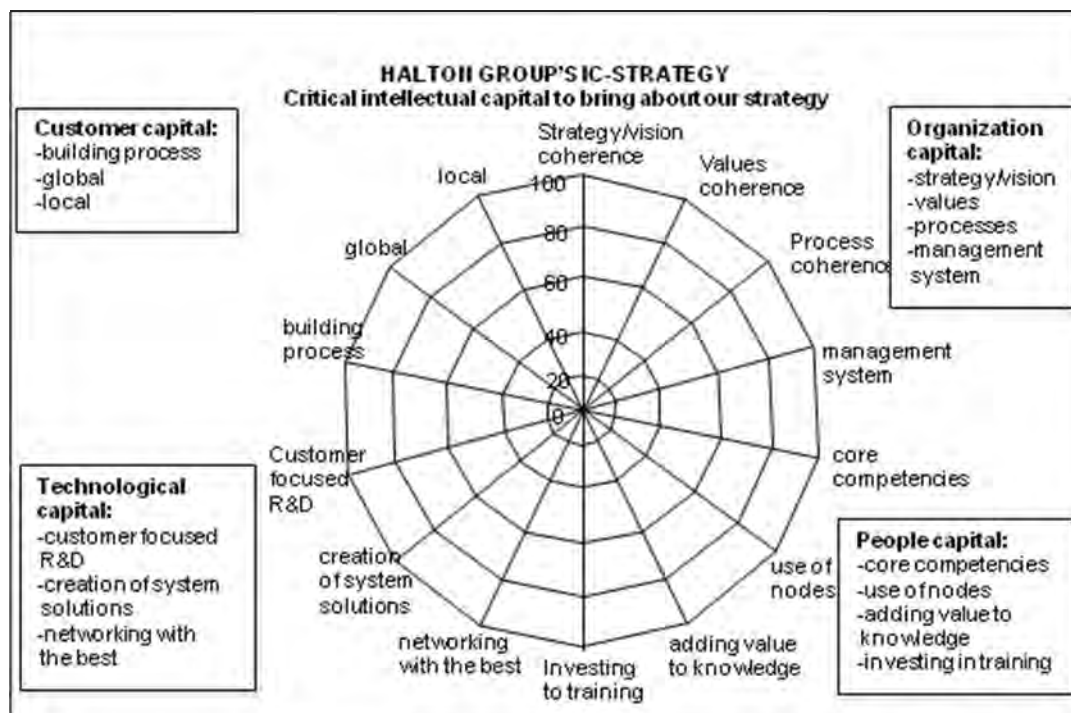 HALTON GROUP'S IC-STRATEGY
Critical intellectual capital to bring about our strategy
Customer capital:
-building process
-global
-local
Organization
capital:
-strategy/vision
-values
-processes
-management
system
Strategy/vision
coherence
Values
coherence
Process
coherence
management
system
core
competencies
use of
nodes
adding value
to knowledge
Investing
to training
networking
with the best
creation
of system
solutions
Customer
focused
R&D
building
process
global
local
100
80
60
40
20
0
Technological
capital:
-customer focused
R&D
-creation of system
solutions
-networking with
the best
People capital:
-core competencies
-use of nodes
-adding value to
knowledge
-investing in training